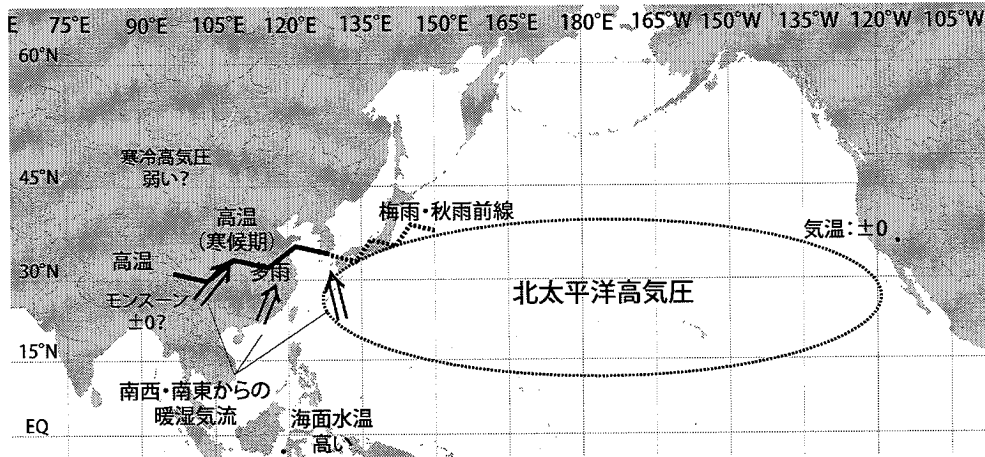 E 75°E 90°E 105°E 120°E 135°E 150°E 165°E 180°E 165°W 150°W 135°W 120°W 105°W
60°N
寒冷高気圧
弱い?
45°N
高温
(寒候期)
梅雨・秋雨前線
気温:±0
高温
30°N
多雨
北太平洋高気圧
モンスーン
±0?
15°N
南西・南東からの
暖湿気流
海面水温
高い
EQ